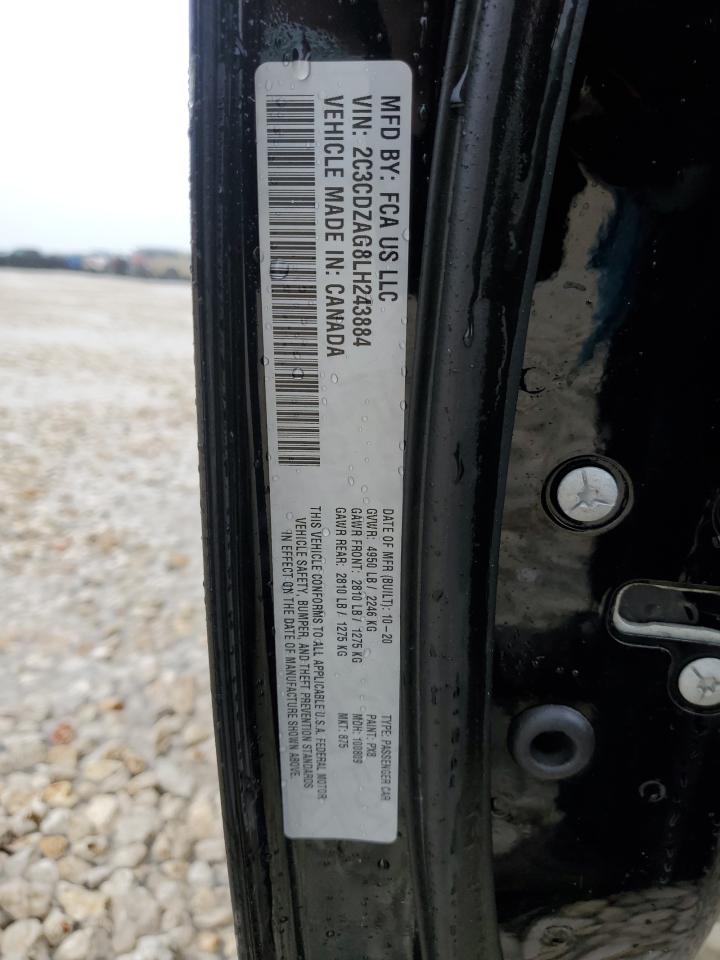 MFD BY: FCA US LLC
VIN: 2C3CDZAG8LH243884
VEHICLE MADE IN: CANADA
DATE OF MFR (BUILT): 10-20
GVWR: 4950 LB / 2246 KG
GAWR FRONT: 2810 LB / 1275 KG
GAWR REAR: 2810 LB / 1275 KG
TYPE: PASSENGER CAR
PAINT: PX8
MDH: 100809
MKT: 875
THIS VEHICLE CONFORMS TO ALL APPLICABLE U.S.A. FEDERAL MOTOR
VEHICLE SAFETY, BUMPER, AND THEFT PREVENTION STANDARDS
IN EFFECT ON THE DATE OF MANUFACTURE SHOWN ABOVE.